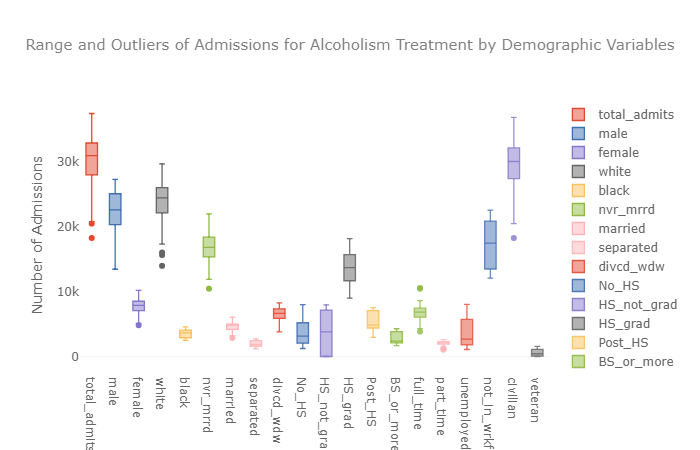 Range and Outliers of Admissions for Alcoholism Treatment by Demographic Variables
Number of Admissions
30k
20k
10k
0
total_admits
male
female
white
black
nvr_mrrd
married
separated
divcd_wdw
No_HS
HS_not_gra
HS_grad
Post_HS
BS_or_more
full_time
part_time
unemployed
not_in_wrkf
civilian
veteran
total_admits
male
female
white
black
nvr_mrrd
married
separated
divcd_wdw
No_HS
HS_not_grad
HS_grad
Post_HS
BS_or_more